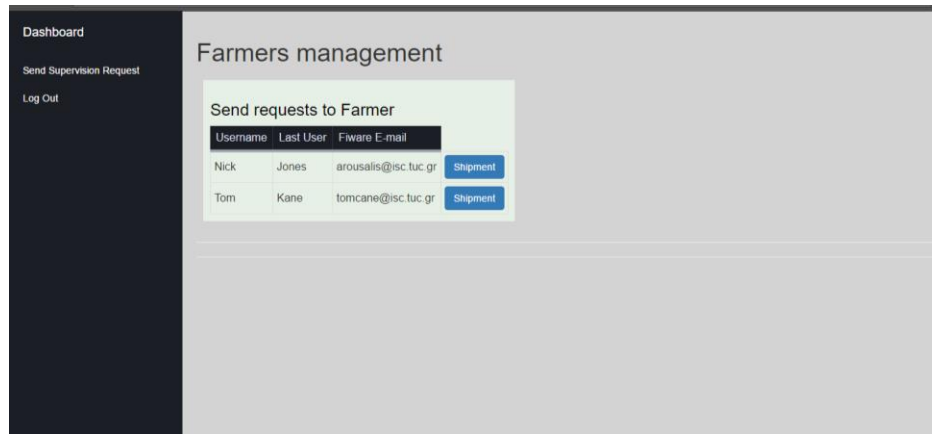 Dashboard
Send Supervision Request
Log Out
Farmers management
Send requests to Farmer
Username Last User Fiware E-mail
Nick Jones arousalis@isc.tuc.gr Shipment
Tom Kane tomcane@isc.tuc.gr Shipment